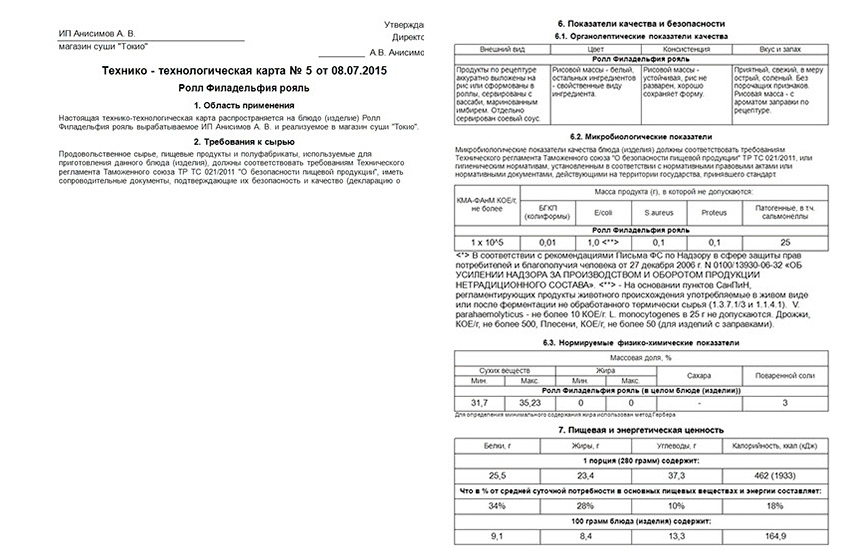 Утвержда
ИП Анисимов А. В.
Директо
магазин суши "Токио"
А.В. Анисимо
Технико - технологическая карта № 5 от 08.07.2015
Ролл Филадельфия рояль
1. Область применения
Настоящая технико-технологическая карта распространяется на блюдо (изделие) Ролл
Филадельфия рояль вырабатываемое ИП Анисимов А. В. и реализуемое в магазин суши "Токио".
2. Требования к сырью
Продовольственное сырье, пищевые продукты и полуфабрикаты, используемые для
приготовления данного блюда (изделия), должны соответствовать требованиям Технического
регламента Таможенного союза ТР ТС 021/2011 "О безопасности пищевой продукции", иметь
сопроводительные документы, подтверждающие их безопасность и качество (декларацию о
6. Показатели качества и безопасности
6.1. Органолептические показатели качества
Внешний вид Цвет Консистенция Вкус и запах
Ролл Филадельфия рояль
Продукты по рецептуре Рисовой массы - белый, Рисовой массы - Приятный, свежий, в меру
аккуратно выложены на остальных ингредиентов устойчивая, рис не острый, соленый. Без
рис или сформованы в - свойственные виду разварен, хорошо порочащих признаков.
роллы, сервированы с ингредиента. сохраняет форму. Рисовая масса - с
вассаби, маринованным ароматом заправки по
имбирем. Отдельно рецептуре.
сервирован соевый соус.
6.2. Микробиологические показатели
Микробиологические показатели качества блюда (изделия) должны соответствовать требованиям
Технического регламента Таможенного союза "О безопасности пищевой продукции" ТР ТС 021/2011, или
гигиеническим нормативам, установленным в соответствии с нормативными правовыми актами или
нормативными документами, действующими на территории государства, принявшего стандарт
КМА-ФАнМ КОЕ/г, не более Масса продукта (г), в которой не допускаются:
БГКП (колиформы) E/coli S.aureus Proteus Патогенные, в т.ч. сальмонеллы
Ролл Филадельфия рояль
1 x 10^5 0,01 1,0 <**> 0,1 0,1 25
<*> В соответствии с рекомендациями Письма ФС по Надзору в сфере защиты прав
потребителей и благополучия человека от 27 декабря 2006 г. N 0100/13930-06-32 «ОБ
УСИЛЕНИИ НАДЗОРА ЗА ПРОИЗВОДСТВОМ И ОБОРОТОМ ПРОДУКЦИИ
НЕТРАДИЦИОННОГО СОСТАВА». <**> - На основании пунктов СанПиН,
регламентирующих продукты животного происхождения употребляемые в живом виде
или после ферментации не обработанного термически сырья (1.3.7.1/3 и 1.1.4.1). V.
parahaemolyticus - не более 10 КОЕ/г. L. monocytogenes в 25 г не допускаются. Дрожжи,
КОЕ/г, не более 500, Плесени, КОЕ/г, не более 50 (для изделий с заправками).
6.3. Нормируемые физико-химические показатели
Массовая доля, %
Сухих веществ Жира Сахара Поваренной соли
Мин. Макс. Мин. Макс.
Ролл Филадельфия рояль (в целом блюде (изделии))
31,7 35,23 0 0 - 3
Для определения минимального содержания жира использован метод Гербера
7. Пищевая и энергетическая ценность
Белки, г Жиры, г Углеводы, г Калорийность, ккал (кДж)
1 порция (280 грамм) содержит:
25,5 23,4 37,3 462 (1933)
Что в % от средней суточной потребности в основных пищевых веществах и энергии составляет:
34% 28% 10% 18%
100 грамм блюда (изделия) содержит:
9,1 8,4 13,3 164,9